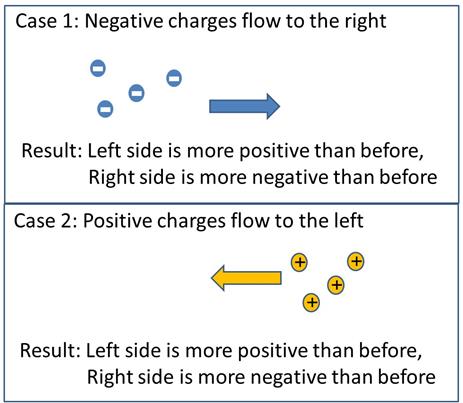 Case 1: Negative charges flow to the right
Result: Left side is more positive than before,
Right side is more negative than before
Case 2: Positive charges flow to the left
Result: Left side is more positive than before,
Right side is more negative than before